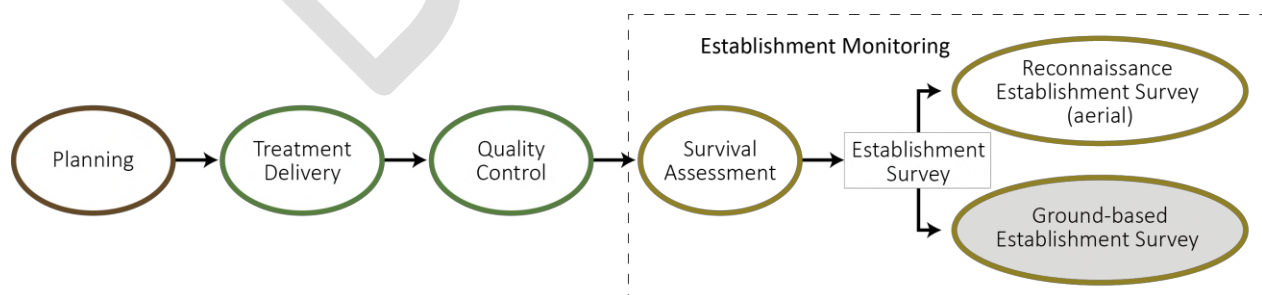 Establishment Monitoring
Planning
Treatment
Delivery
Quality
Control
Survival
Assessment
Establishment
Survey
Reconnaissance
Establishment Survey
(aerial)
Ground-based
Establishment Survey